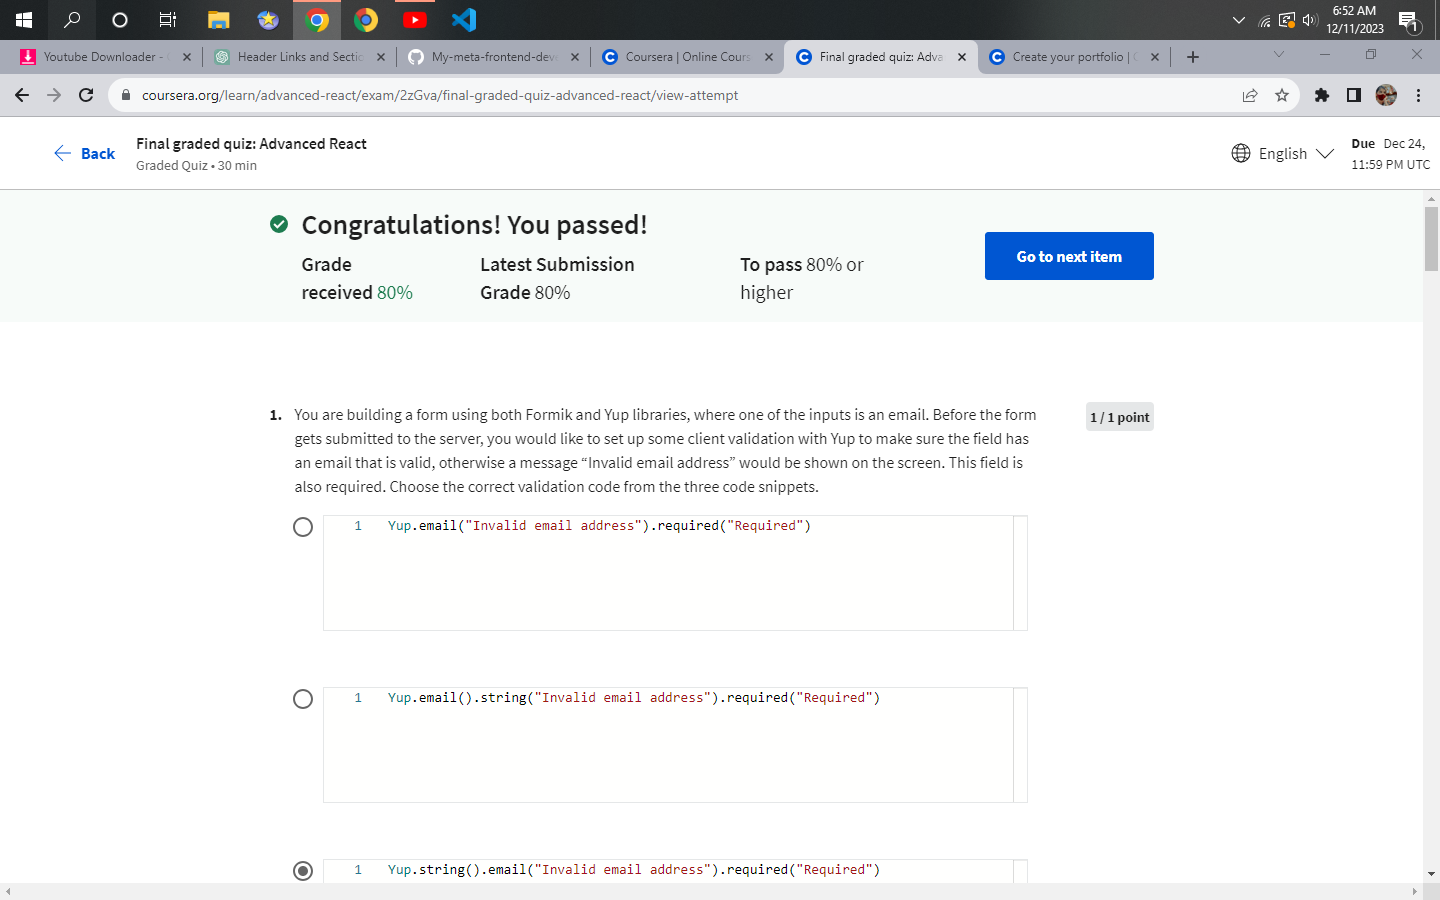 6:52 AM
12/11/2023
1
Youtube Downloader -
Header Links and Sectio
My-meta-frontend-deve
Coursera | Online Cours
Final graded quiz: Adva
Create your portfolio |
coursera.org/learn/advanced-react/exam/2zGva/final-graded-quiz-advanced-react/view-attempt
Back
Final graded quiz: Advanced React
Graded Quiz • 30 min
English
Due Dec 24,
11:59 PM UTC
Congratulations! You passed!
Grade
received 80%
Latest Submission
Grade 80%
To pass 80% or
higher
Go to next item
1. You are building a form using both Formik and Yup libraries, where one of the inputs is an email. Before the form
gets submitted to the server, you would like to set up some client validation with Yup to make sure the field has
an email that is valid, otherwise a message “Invalid email address” would be shown on the screen. This field is
also required. Choose the correct validation code from the three code snippets.
1 / 1 point
1 Yup.email("Invalid email address").required("Required")
1 Yup.email().string("Invalid email address").required("Required")
1 Yup.string().email("Invalid email address").required("Required")